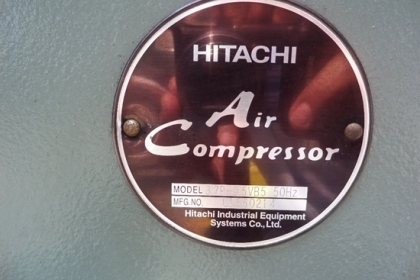 HITACHI
Air
Compressor
MODEL 50Hz
MFG.NO.
Hitachi Industrial Equipment
Systems Co., Ltd.